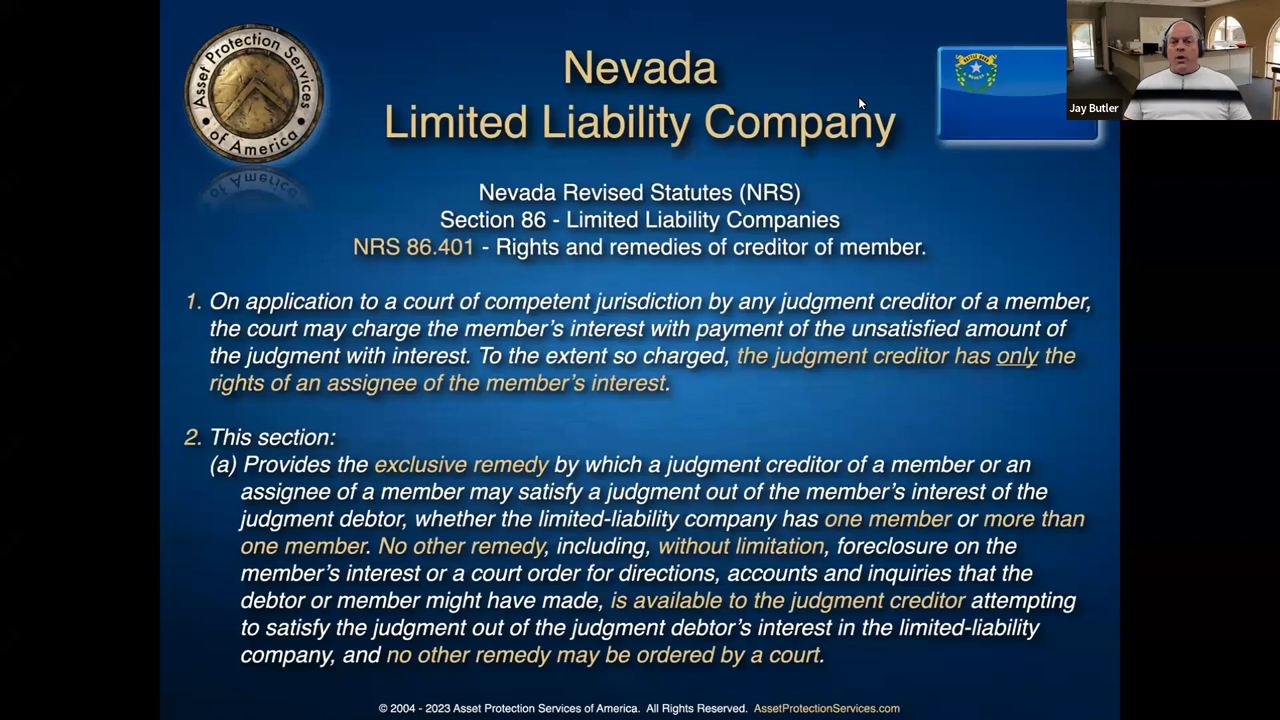 Asset Protection Services
of America
Nevada
Limited Liability Company
Jay Butler
Nevada Revised Statutes (NRS)
Section 86 - Limited Liability Companies
NRS 86.401 - Rights and remedies of creditor of member.
1. On application to a court of competent jurisdiction by any judgment creditor of a member,
the court may charge the member's interest with payment of the unsatisfied amount of
the judgment with interest. To the extent so charged, the judgment creditor has only the
rights of an assignee of the member's interest.
2. This section:
(a) Provides the exclusive remedy by which a judgment creditor of a member or an
assignee of a member may satisfy a judgment out of the member's interest of the
judgment debtor, whether the limited-liability company has one member or more than
one member. No other remedy, including, without limitation, foreclosure on the
member's interest or a court order for directions, accounts and inquiries that the
debtor or member might have made, is available to the judgment creditor attempting
to satisfy the judgment out of the judgment debtor's interest in the limited-liability
company, and no other remedy may be ordered by a court.
© 2004 - 2023 Asset Protection Services of America. All Rights Reserved. AssetProtectionServices.com